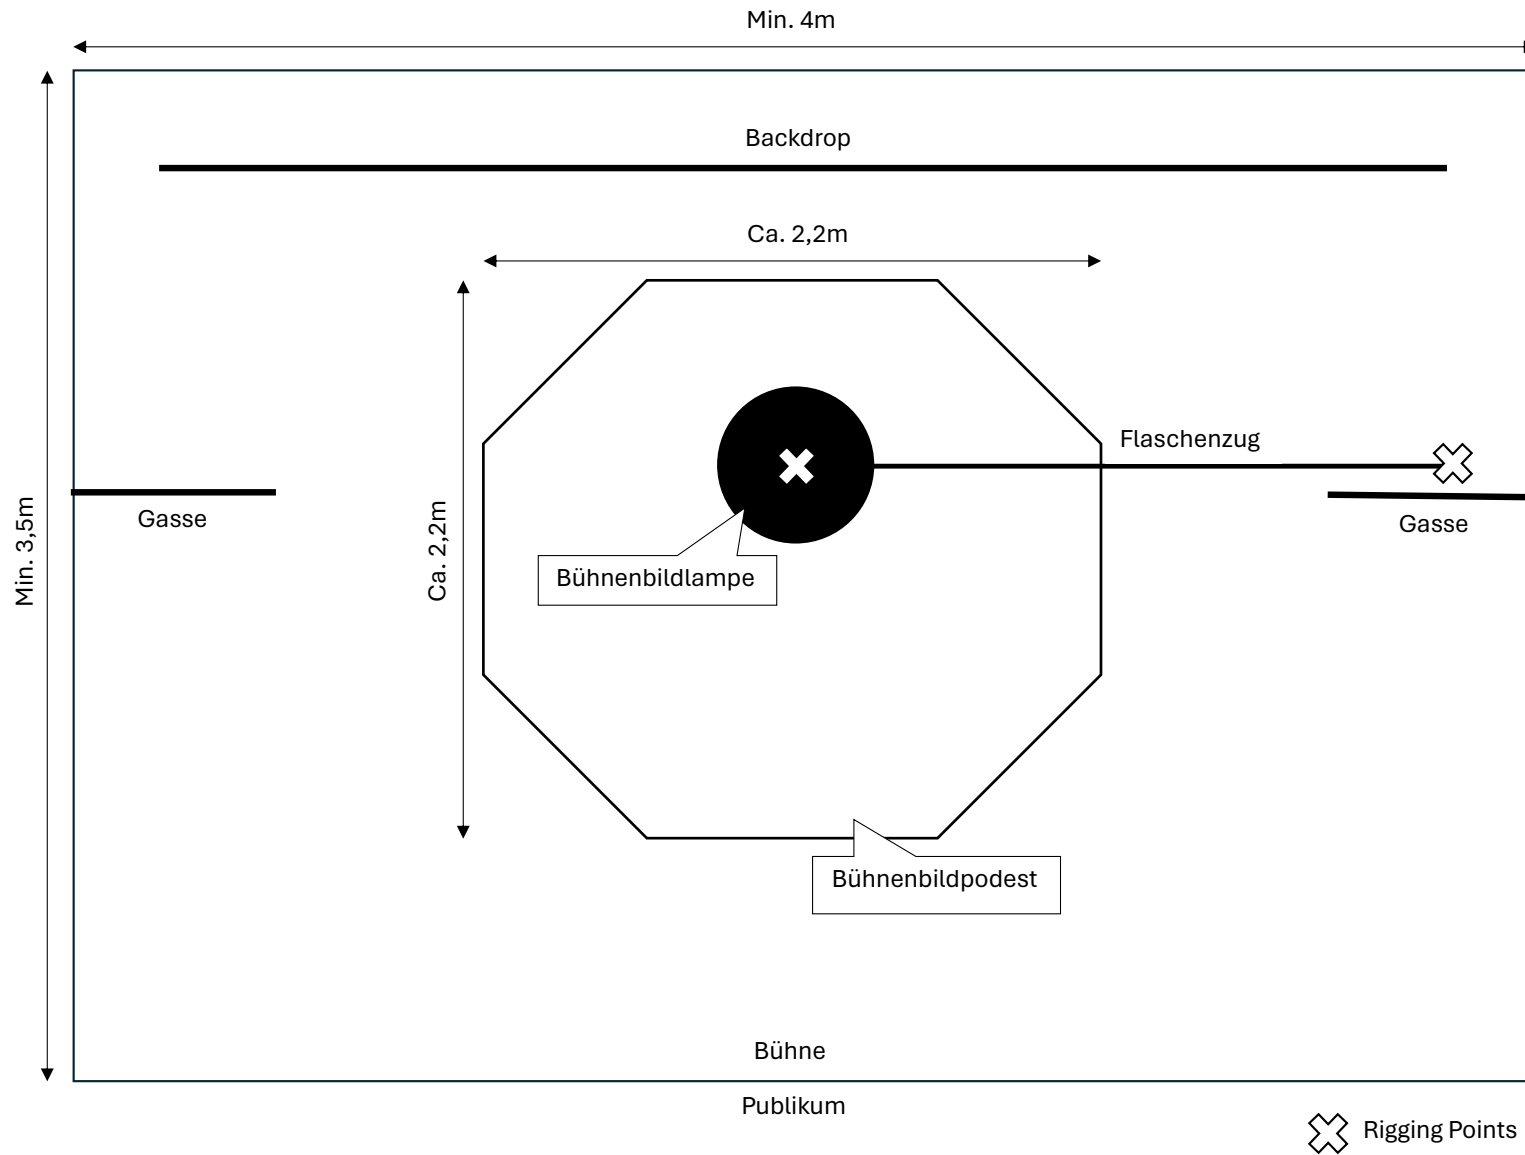 Min. 4m
Backdrop
Ca. 2,2m
Flaschenzug
Min. 3,5m
Gasse
Ca. 2,2m
Gasse
Bühnenbildlampe
Bühnenbildpodest
Bühne
Publikum
Rigging Points